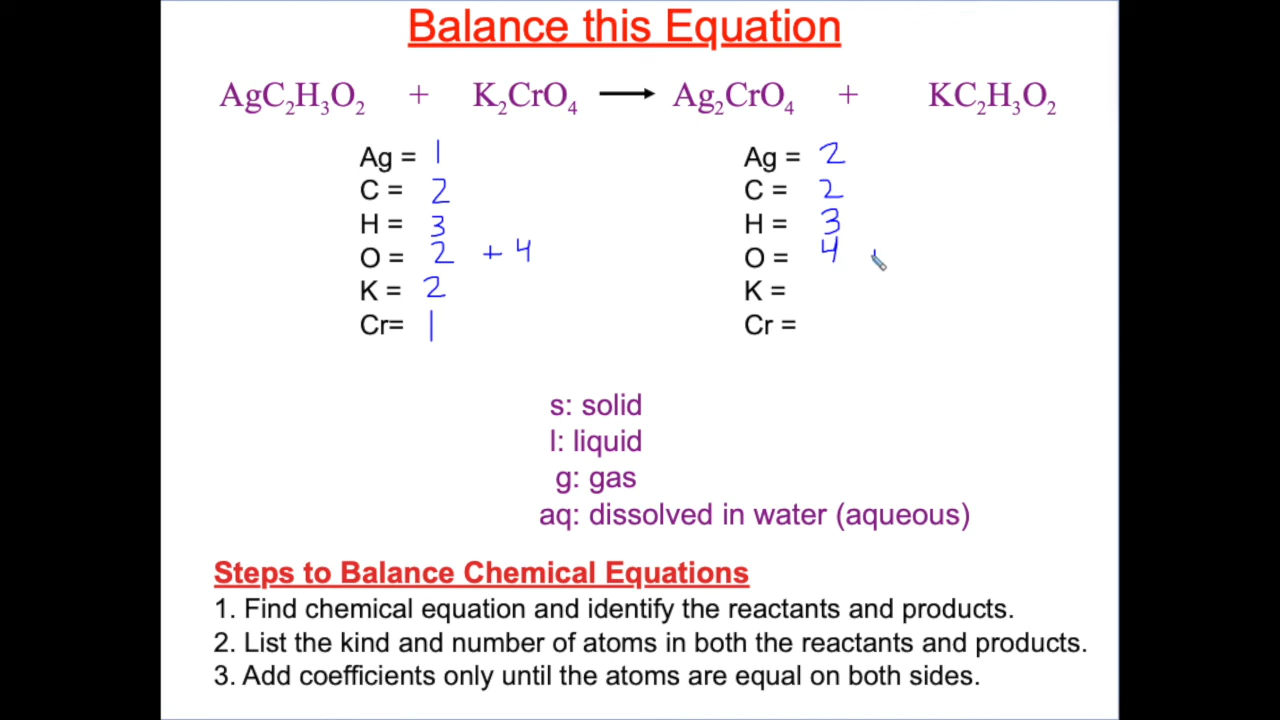 Balance this Equation
AgC₂H₃O₂ + K₂CrO₄ ⟶ Ag₂CrO₄ + KC₂H₃O₂
Ag = 1 Ag = 2
C = 2 C = 2
H = 3 H = 3
O = 2 + 4 O = 4
K = 2 K =
Cr= 1 Cr =
s: solid
l: liquid
g: gas
aq: dissolved in water (aqueous)
Steps to Balance Chemical Equations
1. Find chemical equation and identify the reactants and products.
2. List the kind and number of atoms in both the reactants and products.
3. Add coefficients only until the atoms are equal on both sides.